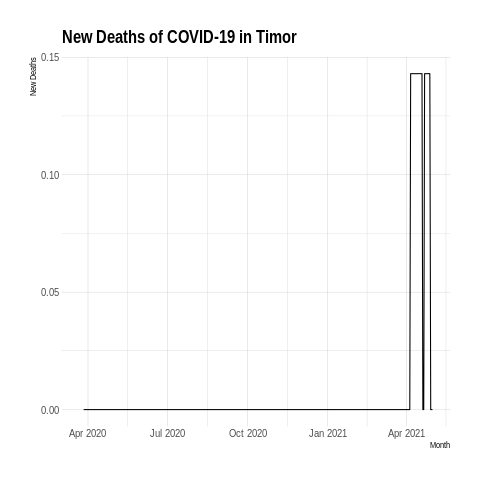 New Deaths of COVID-19 in Timor
New Deaths
0.15
0.10
0.05
0.00
Apr 2020 Jul 2020 Oct 2020 Jan 2021 Apr 2021
Month